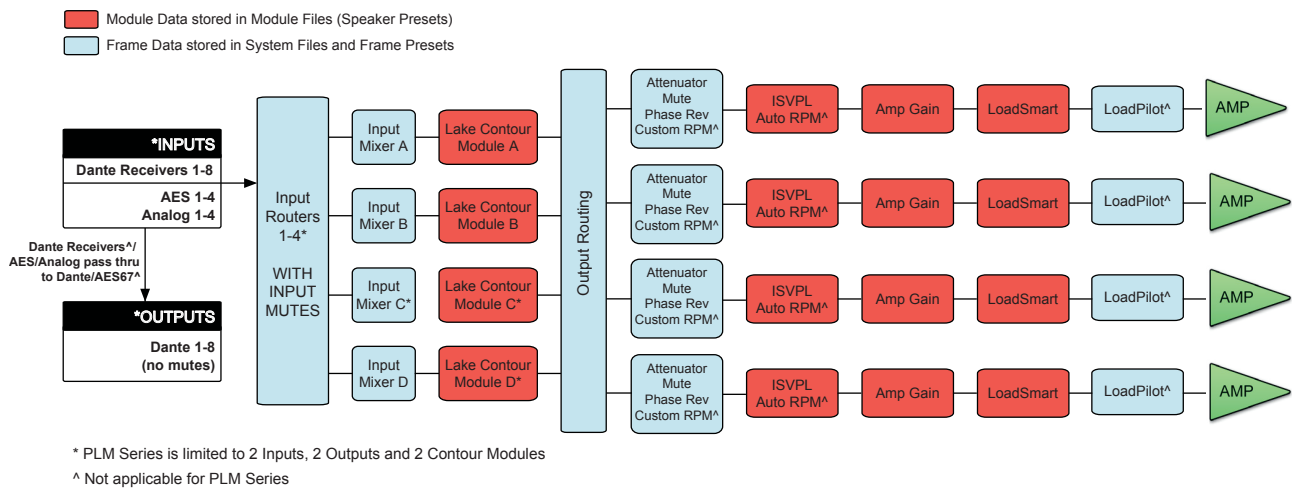 Module Data stored in Module Files (Speaker Presets)
Frame Data stored in System Files and Frame Presets
*INPUTS
Dante Receivers 1-8
AES 1-4
Analog 1-4
Dante Receivers^/
AES/Analog pass thru
to Dante/AES67^
*OUTPUTS
Dante 1-8
(no mutes)
Input
Routers
1-4*
WITH
INPUT
MUTES
Input
Mixer A
Lake Contour
Module A
Input
Mixer B
Lake Contour
Module B
Input
Mixer C*
Lake Contour
Module C*
Input
Mixer D
Lake Contour
Module D*
Output Routing
Attenuator
Mute
Phase Rev
Custom RPM^
ISVPL
Auto RPM^
Amp Gain
LoadSmart
LoadPilot^
AMP
Attenuator
Mute
Phase Rev
Custom RPM^
ISVPL
Auto RPM^
Amp Gain
LoadSmart
LoadPilot^
AMP
Attenuator
Mute
Phase Rev
Custom RPM^
ISVPL
Auto RPM^
Amp Gain
LoadSmart
LoadPilot^
AMP
Attenuator
Mute
Phase Rev
Custom RPM^
ISVPL
Auto RPM^
Amp Gain
LoadSmart
LoadPilot^
AMP
* PLM Series is limited to 2 Inputs, 2 Outputs and 2 Contour Modules
^ Not applicable for PLM Series